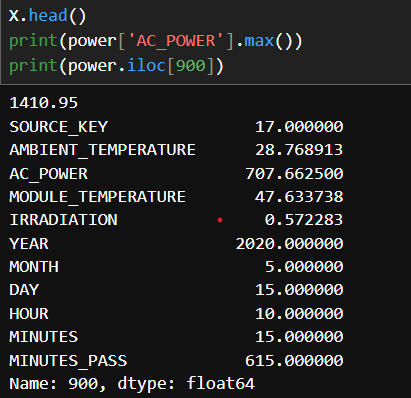 X.head()
print(power['AC_POWER'].max())
print(power.iloc[900])
1410.95
SOURCE_KEY 17.000000
AMBIENT_TEMPERATURE 28.768913
AC_POWER 707.662500
MODULE_TEMPERATURE 47.633738
IRRADIATION 0.572283
YEAR 2020.000000
MONTH 5.000000
DAY 15.000000
HOUR 10.000000
MINUTES 15.000000
MINUTES_PASS 615.000000
Name: 900, dtype: float64